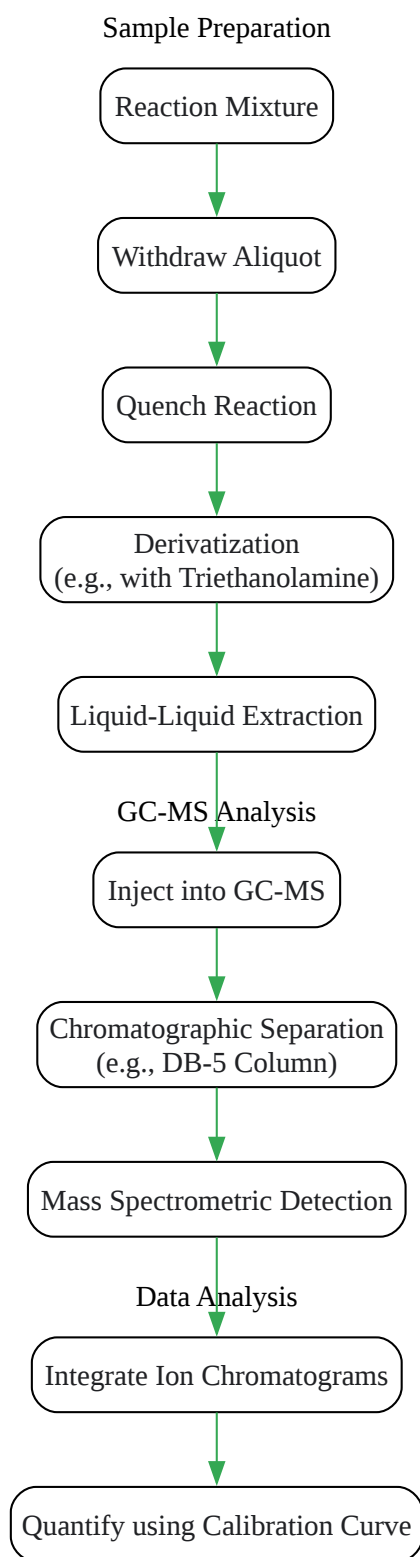 Sample Preparation
Reaction Mixture
Withdraw Aliquot
Quench Reaction
Derivatization
(e.g., with Triethanolamine)
Liquid-Liquid Extraction
GC-MS Analysis
Inject into GC-MS
Chromatographic Separation
(e.g., DB-5 Column)
Mass Spectrometric Detection
Data Analysis
Integrate Ion Chromatograms
Quantify using Calibration Curve